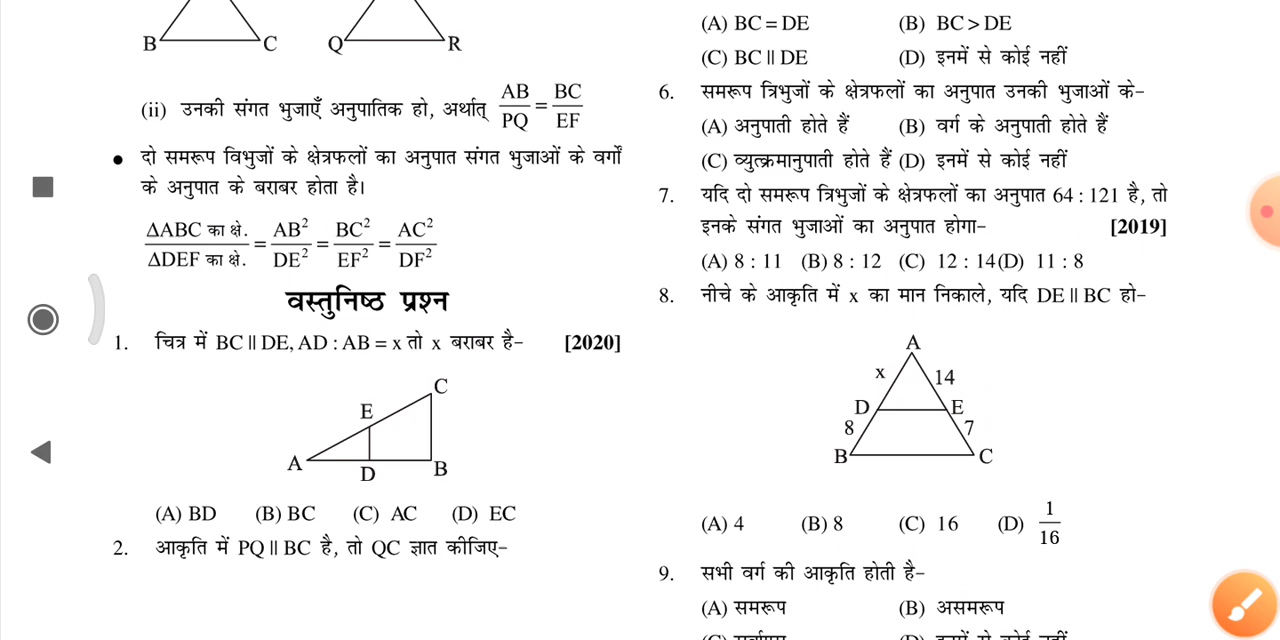 B C Q R
(ii) उनकी संगत भुजाएँ अनुपातिक हो, अर्थात् AB/PQ = BC/EF
• दो समरूप विभुजों के क्षेत्रफलों का अनुपात संगत भुजाओं के वर्गों
के अनुपात के बराबर होता है।
ΔABC का क्षे./ΔDEF का क्षे. = AB²/DE² = BC²/EF² = AC²/DF²
वस्तुनिष्ठ प्रश्न
1. चित्र में BC || DE, AD : AB = x तो x बराबर है– [2020]
C
E
A D B
(A) BD (B) BC (C) AC (D) EC
2. आकृति में PQ || BC है, तो QC ज्ञात कीजिए–
(A) BC = DE (B) BC > DE
(C) BC || DE (D) इनमें से कोई नहीं
6. समरूप त्रिभुजों के क्षेत्रफलों का अनुपात उनकी भुजाओं के–
(A) अनुपाती होते हैं (B) वर्ग के अनुपाती होते हैं
(C) व्युत्क्रमानुपाती होते हैं (D) इनमें से कोई नहीं
7. यदि दो समरूप त्रिभुजों के क्षेत्रफलों का अनुपात 64 : 121 है, तो
इनके संगत भुजाओं का अनुपात होगा– [2019]
(A) 8 : 11 (B) 8 : 12 (C) 12 : 14 (D) 11 : 8
8. नीचे के आकृति में x का मान निकाले, यदि DE || BC हो–
A
x 14
D E
8 7
B C
(A) 4 (B) 8 (C) 16 (D) 1/16
9. सभी वर्ग की आकृति होती है–
(A) समरूप (B) असमरूप